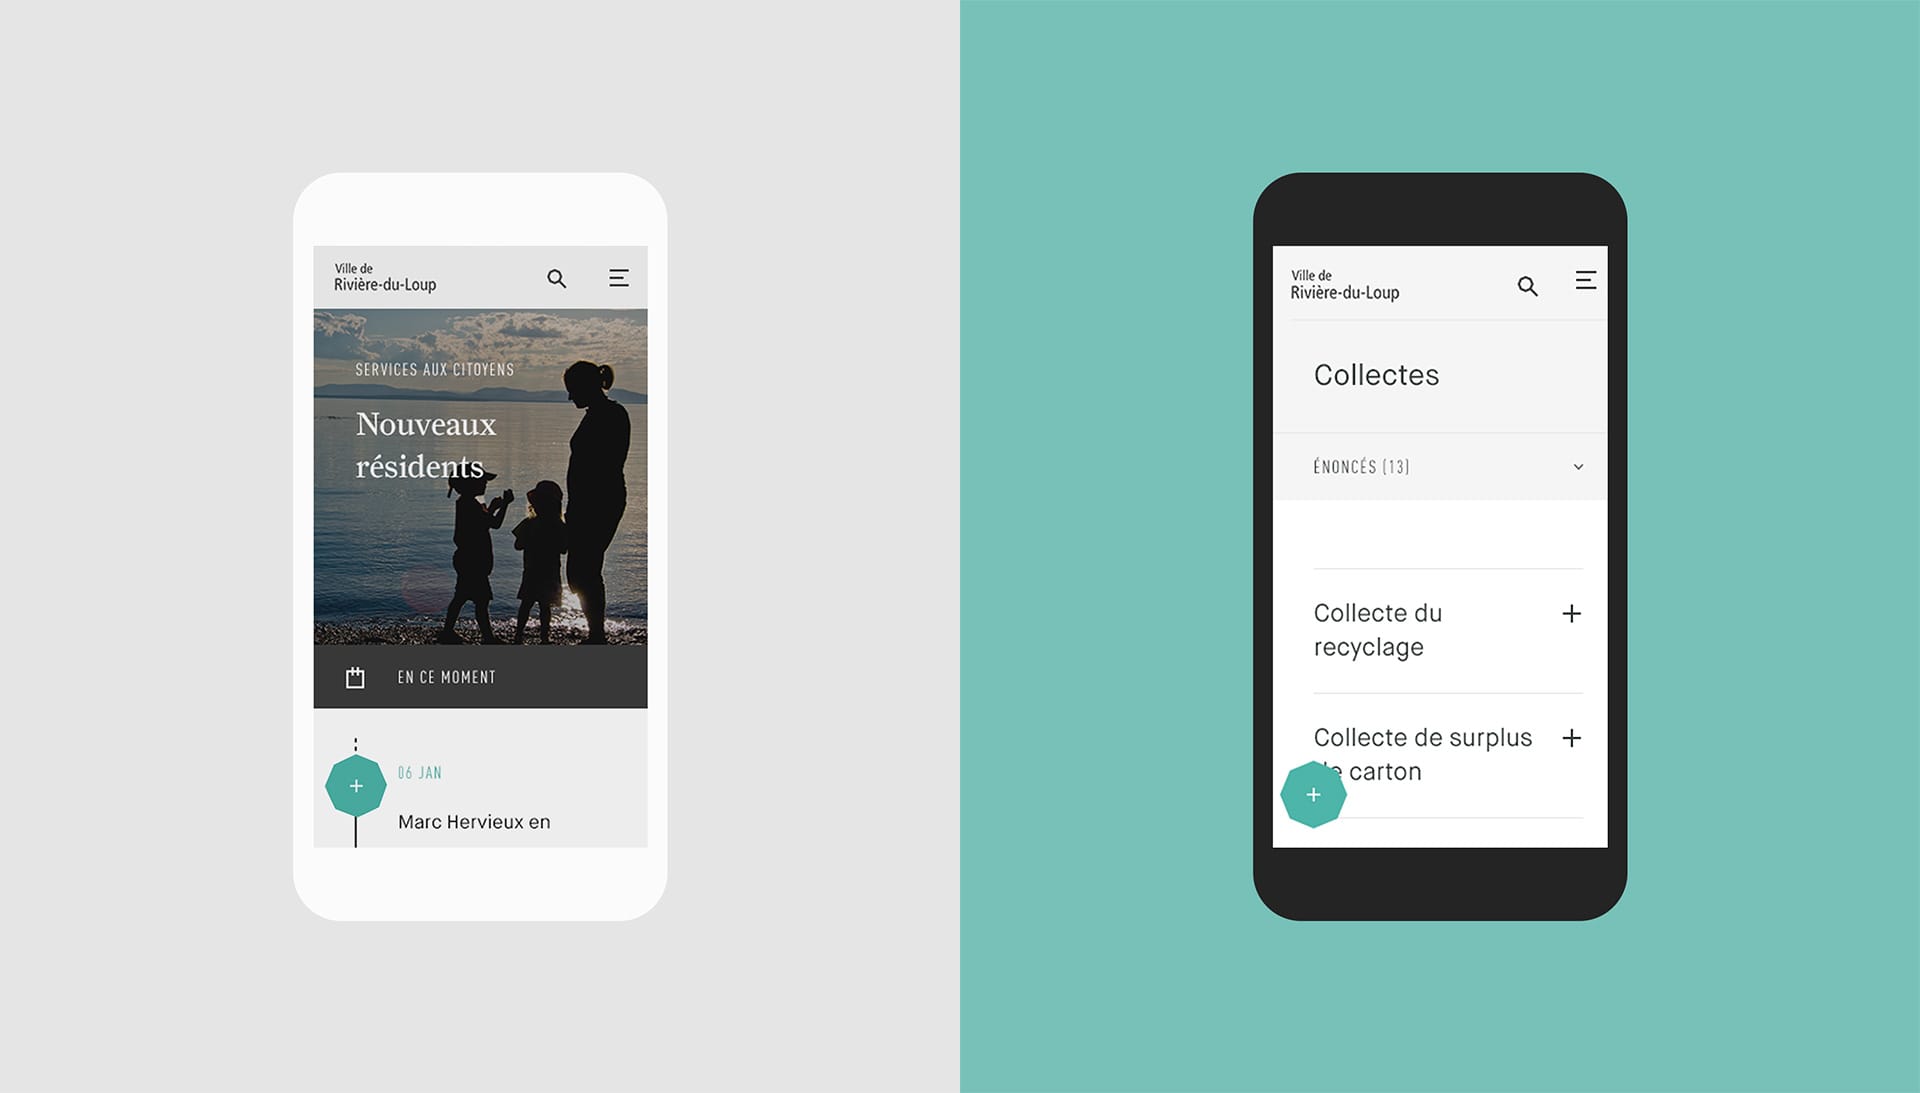 Ville de
Rivière-du-Loup
SERVICES AUX CITOYENS
Nouveaux
résidents
EN CE MOMENT
06 JAN
Marc Hervieux en
Ville de
Rivière-du-Loup
Collectes
ÉNONCÉS (13)
Collecte du
recyclage
Collecte de surplus
de carton